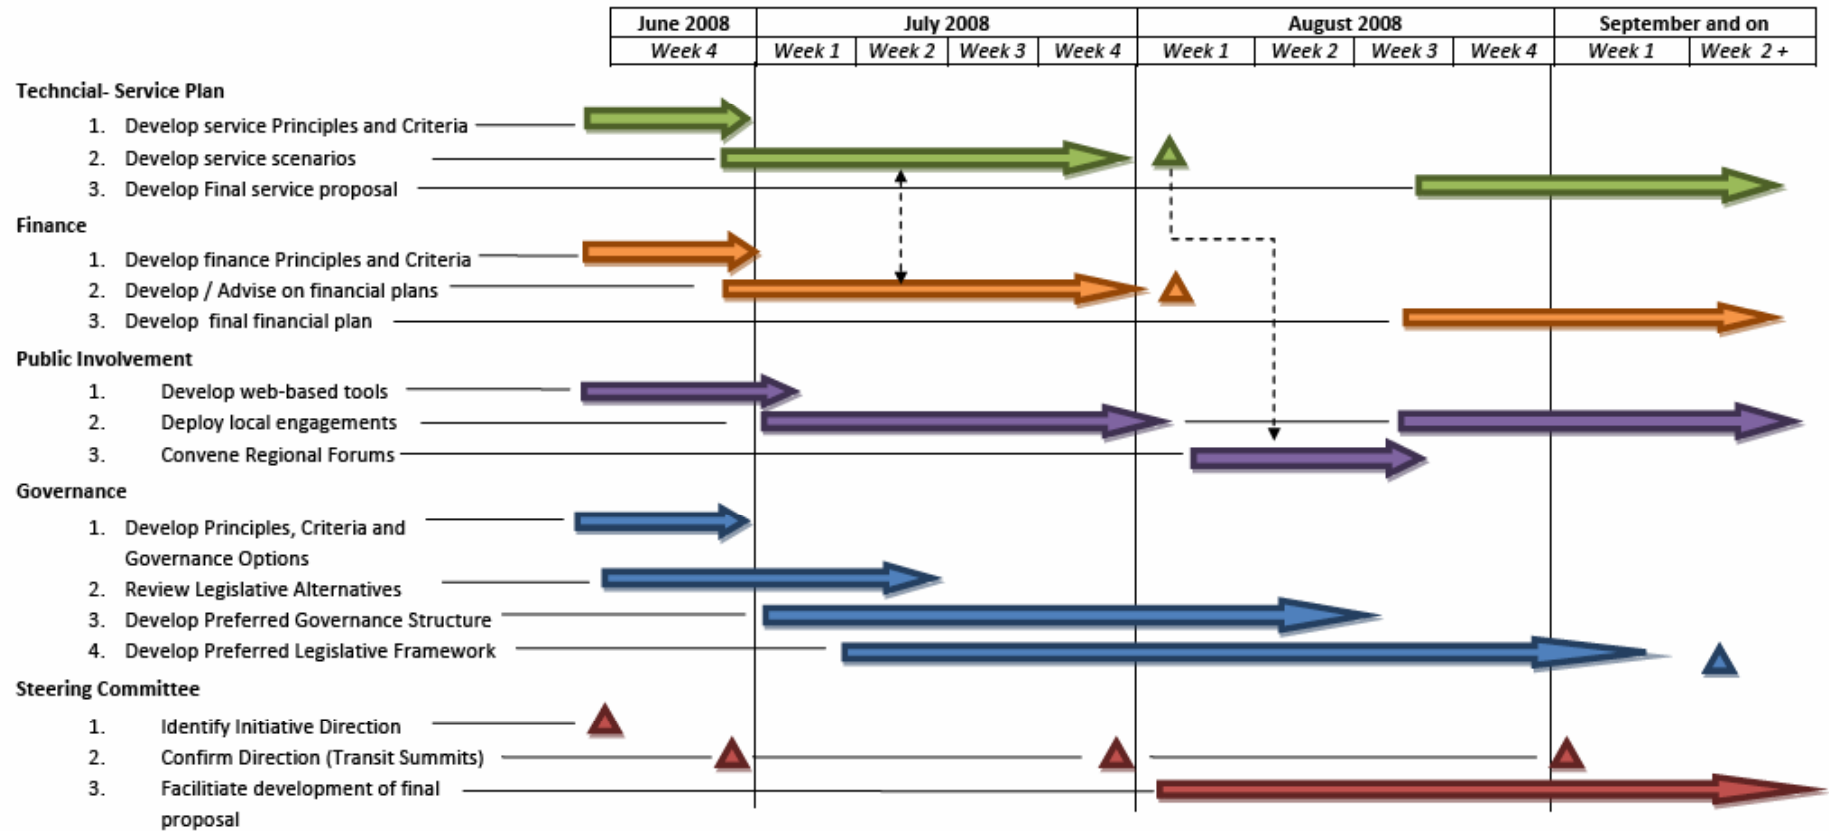 June 2008 July 2008 August 2008 September and on
Week 4 Week 1 Week 2 Week 3 Week 4 Week 1 Week 2 Week 3 Week 4 Week 1 Week 2 +
Techncial- Service Plan
1. Develop service Principles and Criteria
2. Develop service scenarios
3. Develop Final service proposal
Finance
1. Develop finance Principles and Criteria
2. Develop / Advise on financial plans
3. Develop final financial plan
Public Involvement
1. Develop web-based tools
2. Deploy local engagements
3. Convene Regional Forums
Governance
1. Develop Principles, Criteria and
Governance Options
2. Review Legislative Alternatives
3. Develop Preferred Governance Structure
4. Develop Preferred Legislative Framework
Steering Committee
1. Identify Initiative Direction
2. Confirm Direction (Transit Summits)
3. Facilitiate development of final
proposal